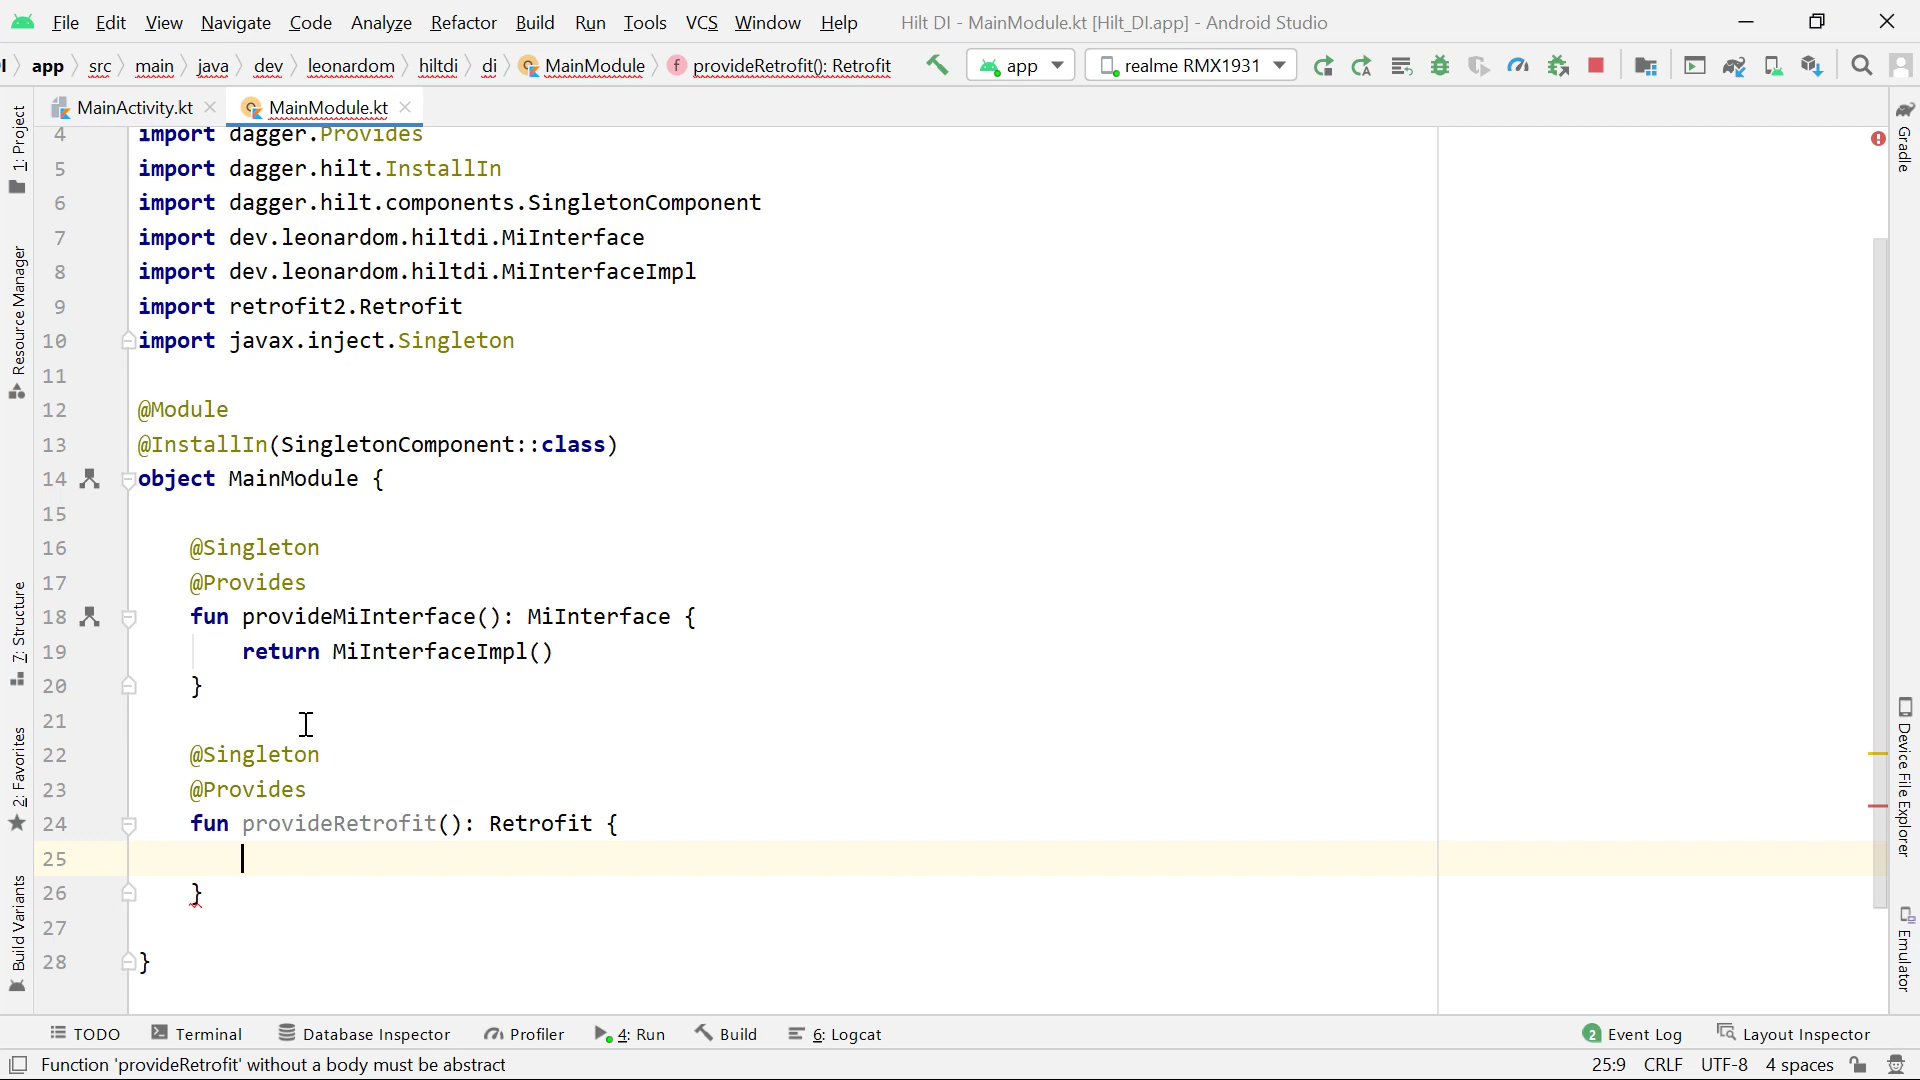 File Edit View Navigate Code Analyze Refactor Build Run Tools VCS Window Help Hilt DI - MainModule.kt [Hilt_DI.app] - Android Studio
app src main java dev leonardom hiltdi di MainModule provideRetrofit(): Retrofit app realme RMX1931
MainActivity.kt MainModule.kt
4 import dagger.Provides
5 import dagger.hilt.InstallIn
6 import dagger.hilt.components.SingletonComponent
7 import dev.leonardom.hiltdi.MiInterface
8 import dev.leonardom.hiltdi.MiInterfaceImpl
9 import retrofit2.Retrofit
10 import javax.inject.Singleton
11
12 @Module
13 @InstallIn(SingletonComponent::class)
14 object MainModule {
15
16 @Singleton
17 @Provides
18 fun provideMiInterface(): MiInterface {
19 return MiInterfaceImpl()
20 }
21
22 @Singleton
23 @Provides
24 fun provideRetrofit(): Retrofit {
25
26 }
27
28 }
1: Project
Resource Manager
7: Structure
2: Favorites
Build Variants
Gradle
Device File Explorer
Emulator
TODO Terminal Database Inspector Profiler 4: Run Build 6: Logcat 2 Event Log Layout Inspector
Function 'provideRetrofit' without a body must be abstract 25:9 CRLF UTF-8 4 spaces